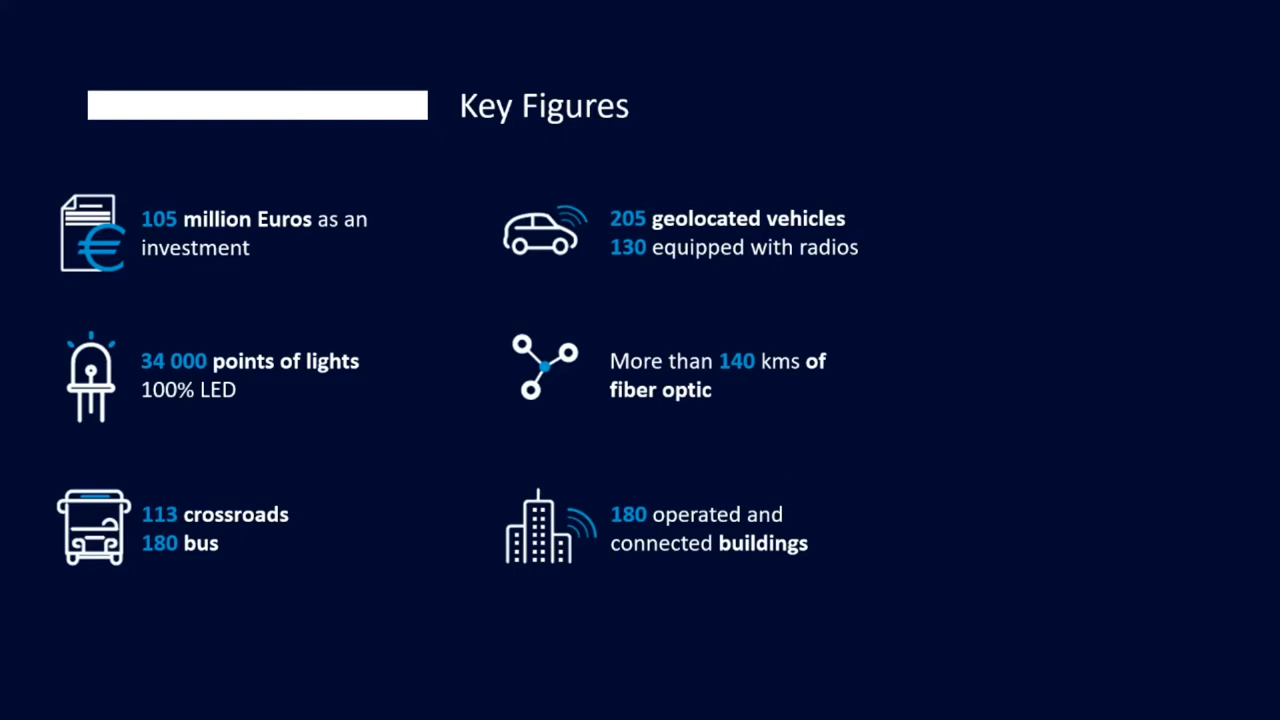 Key Figures
105 million Euros as an
investment
205 geolocated vehicles
130 equipped with radios
34 000 points of lights
100% LED
More than 140 kms of
fiber optic
113 crossroads
180 bus
180 operated and
connected buildings